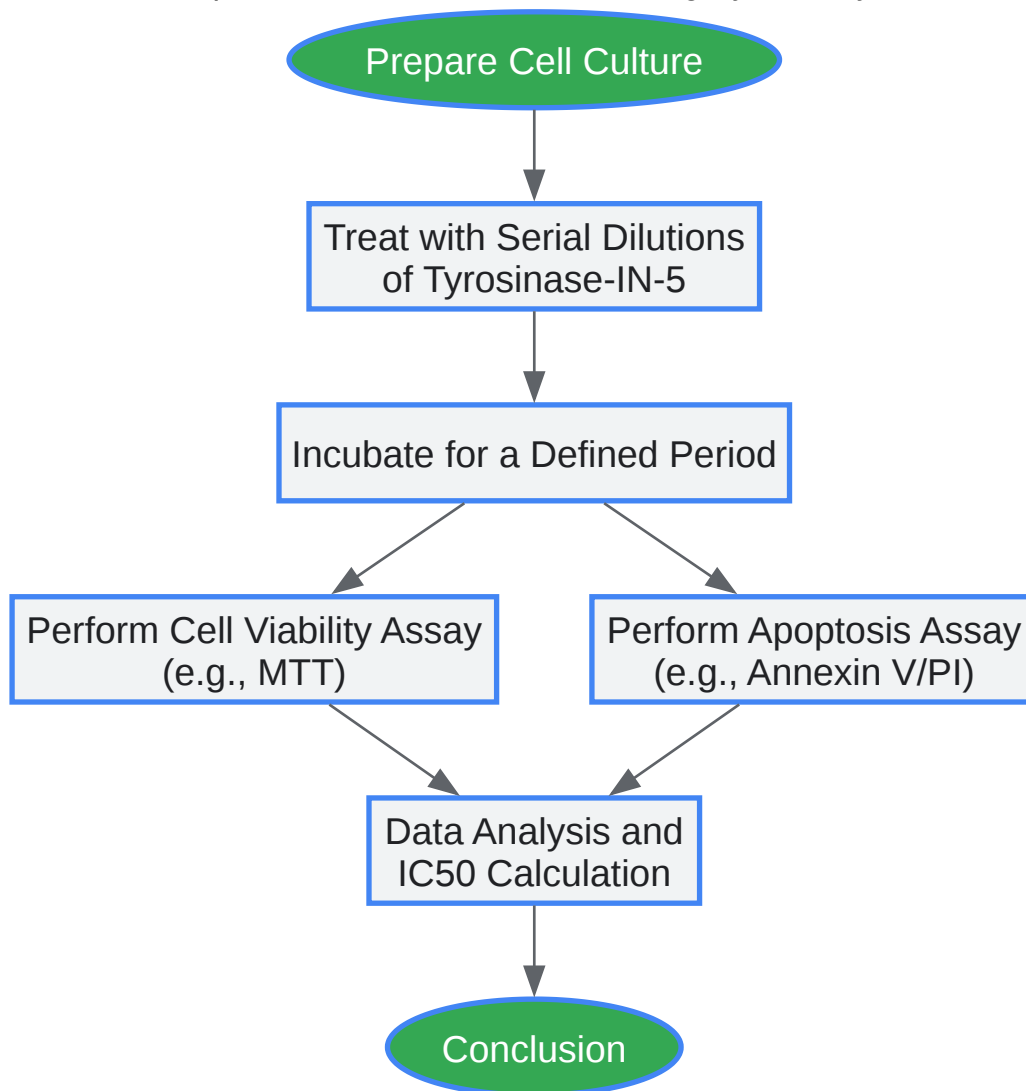 Prepare Cell Culture
Treat with Serial Dilutions
of Tyrosinase-IN-5
Incubate for a Defined Period
Perform Cell Viability Assay
(e.g., MTT)
Perform Apoptosis Assay
(e.g., Annexin V/PI)
Data Analysis and
IC50 Calculation
Conclusion